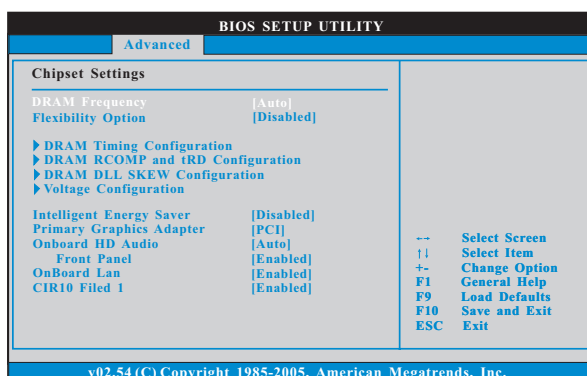 BIOS SETUP UTILITY
Advanced
Chipset Settings
DRAM Frequency [Auto]
Flexibility Option [Disabled]
DRAM Timing Configuration
DRAM RCOMP and tRD Configuration
DRAM DLL SKEW Configuration
Voltage Configuration
Intelligent Energy Saver [Disabled]
Primary Graphics Adapter [PCI]
Onboard HD Audio [Auto]
Front Panel [Enabled]
OnBoard Lan [Enabled]
CIR10 Filed 1 [Enabled]
←→ Select Screen
↑↓ Select Item
+- Change Option
F1 General Help
F9 Load Defaults
F10 Save and Exit
ESC Exit
v02.54 (C) Copyright 1985-2005, American Megatrends, Inc.